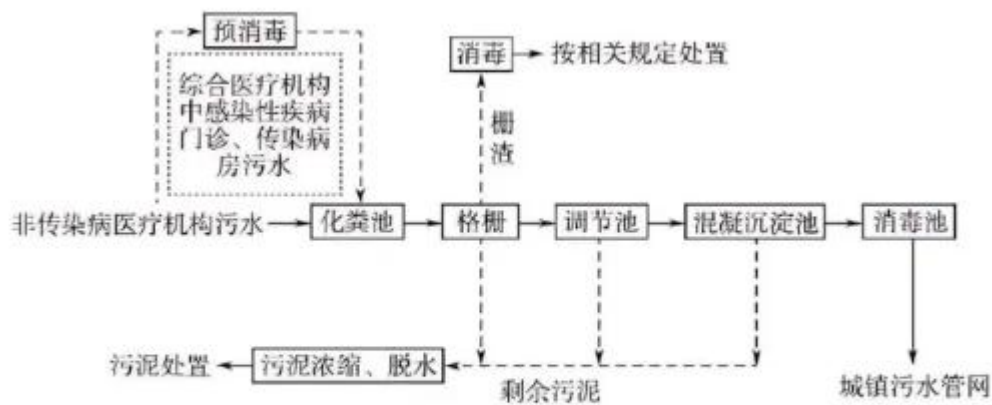 预消毒
综合医疗机构
中感染性疾病
门诊、传染病
房污水
消毒
按相关规定处置
栅渣
非传染病医疗机构污水
化粪池
格栅
调节池
混凝沉淀池
消毒池
污泥处置
污泥浓缩、脱水
剩余污泥
城镇污水管网